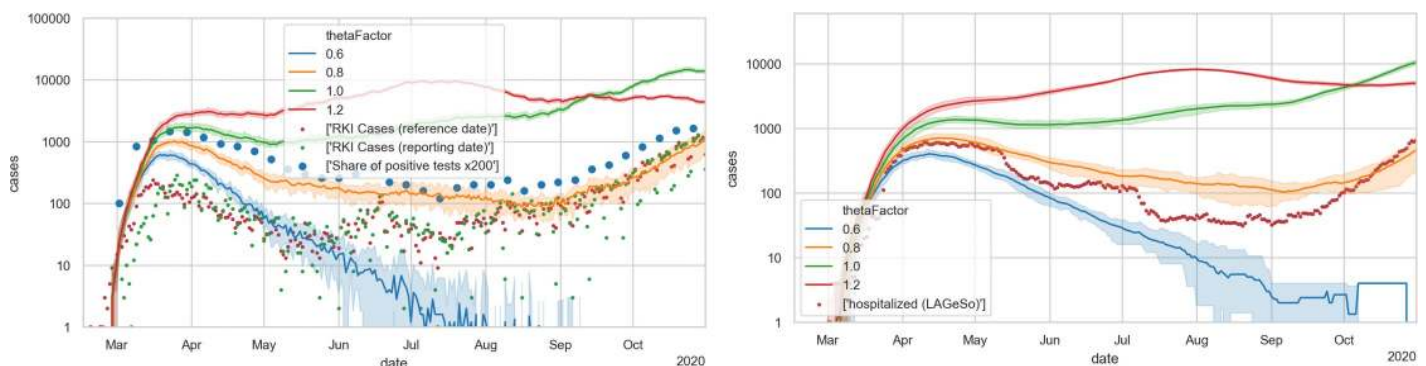 100000
10000
1000
100
10
1
cases
thetaFactor
0.6
0.8
1.0
1.2
['RKI Cases (reference date)']
['RKI Cases (reporting date)']
['Share of positive tests x200']
Mar Apr May Jun Jul Aug Sep Oct
date
2020
10000
1000
100
10
1
cases
thetaFactor
0.6
0.8
1.0
1.2
['hospitalized (LAGeSo)']
Mar Apr May Jun Jul Aug Sep Oct
date
2020